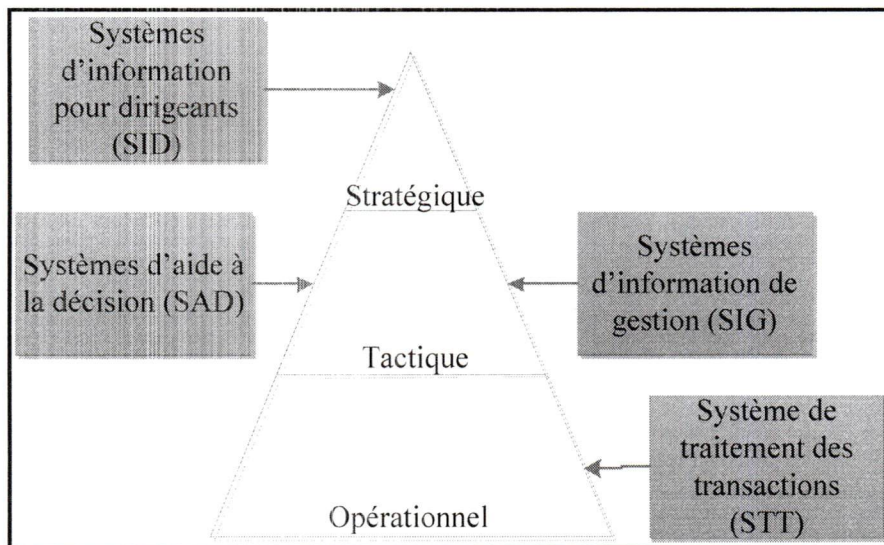 Systèmes
d'information
pour dirigeants
(SID)
Stratégique
Systèmes d'aide à
la décision (SAD)
Systèmes
d'information de
gestion (SIG)
Tactique
Système de
traitement des
transactions
(STT)
Opérationnel